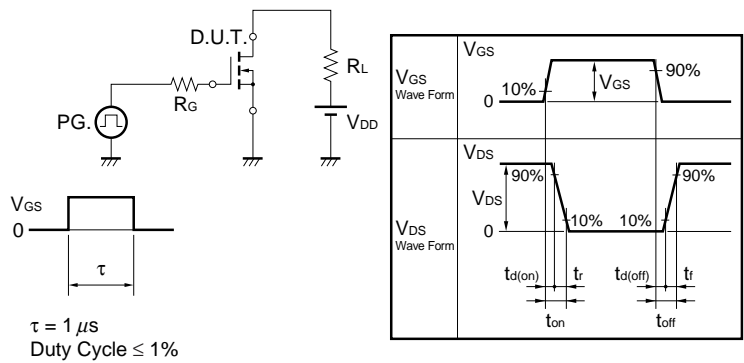 D.U.T.
RL
RG
PG.
VDD
VGS
0
τ
τ = 1 μs
Duty Cycle ≤ 1%
VGS
Wave Form
VGS
10%
VGS
90%
0
VDS
Wave Form
VDS
90%
90%
VDS
10%
10%
0
td(on)
tr
td(off)
tf
ton
toff